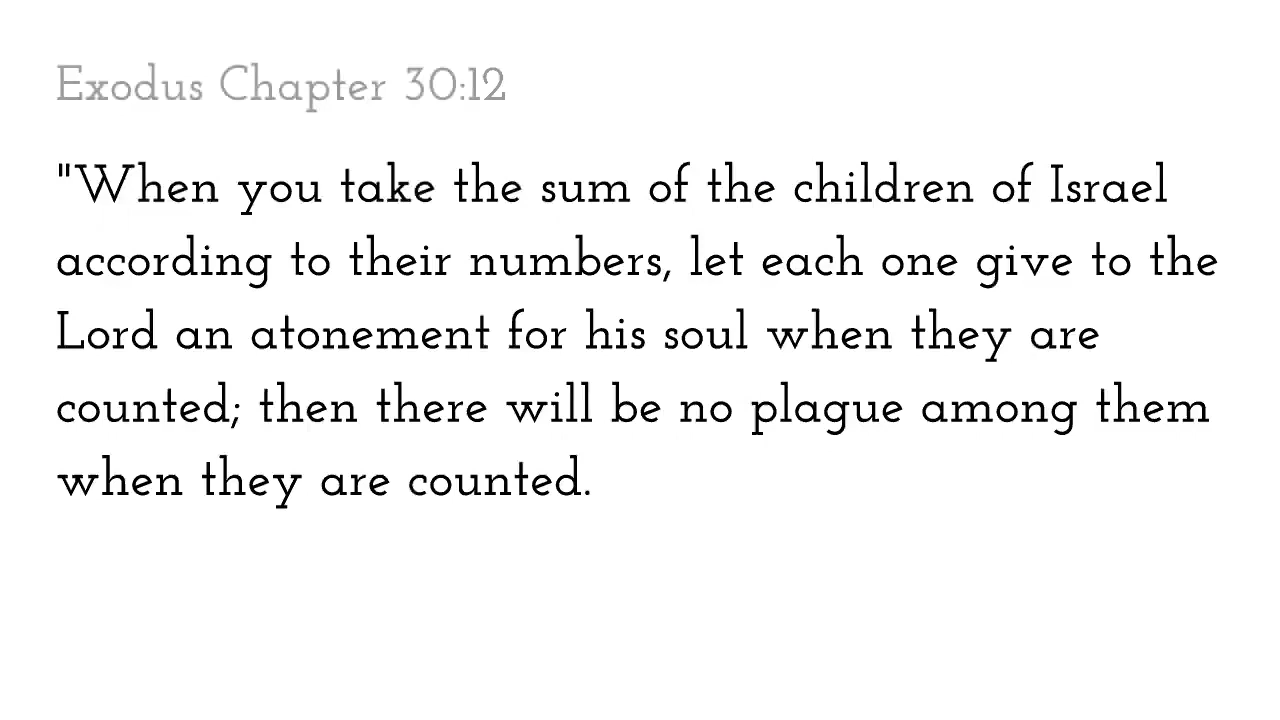 Exodus Chapter 30:12
"When you take the sum of the children of Israel
according to their numbers, let each one give to the
Lord an atonement for his soul when they are
counted; then there will be no plague among them
when they are counted.